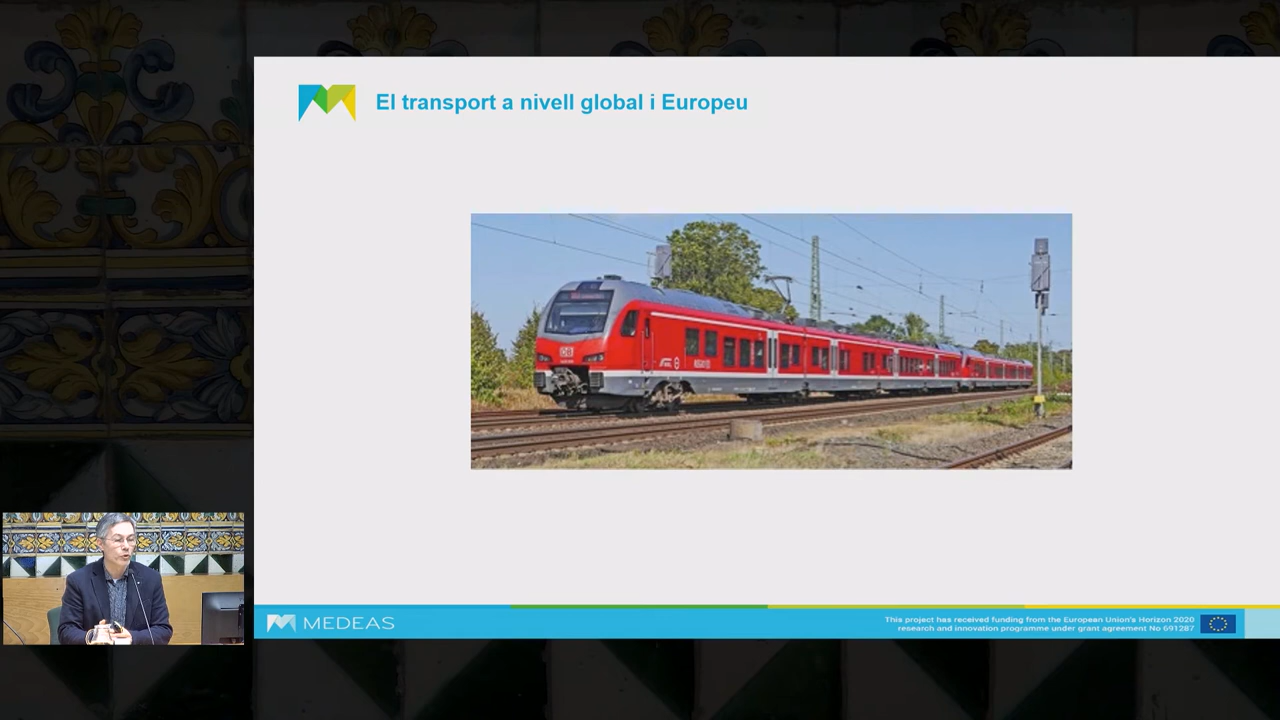 El transport a nivell global i Europeu
DB
MEDEAS
This project has received funding from the European Union's Horizon 2020
research and innovation programme under grant agreement No 691287